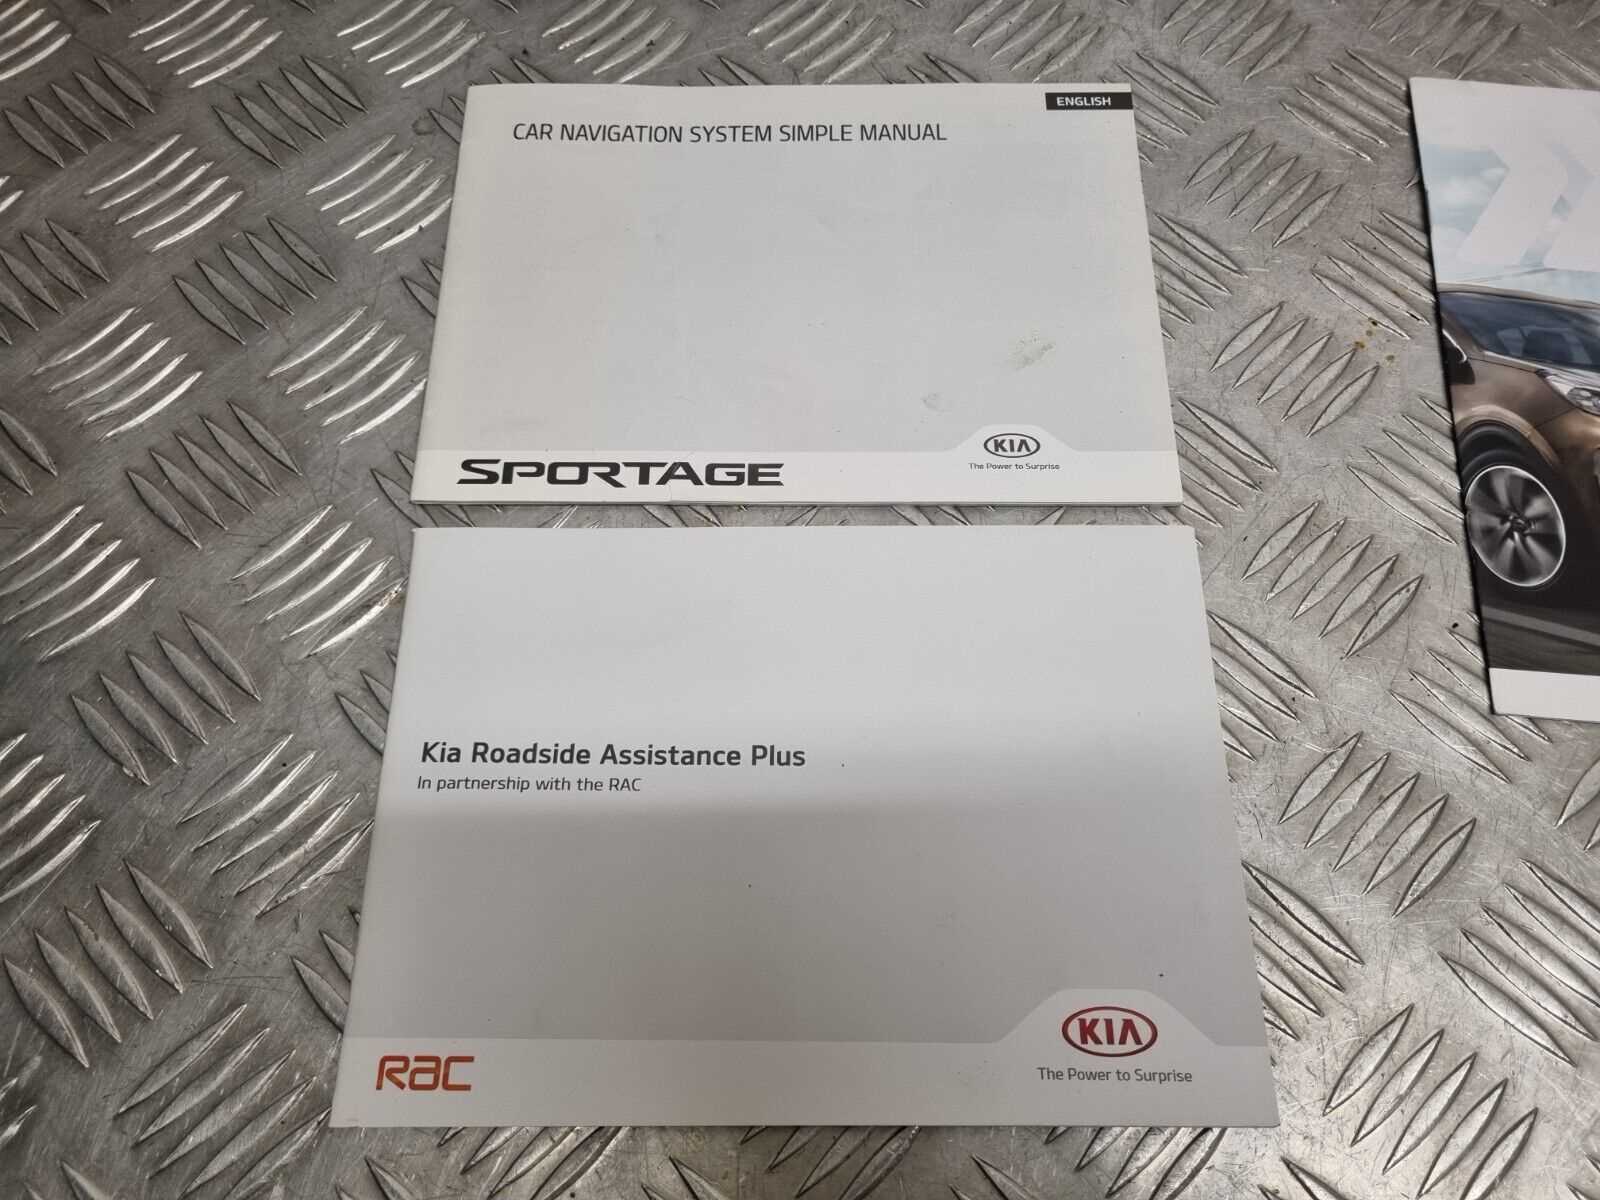 ENGLISH
CAR NAVIGATION SYSTEM SIMPLE MANUAL
KIA
The Power to Surprise
SPORTAGE
Kia Roadside Assistance Plus
In partnership with the RAC
KIA
The Power to Surprise
RAC